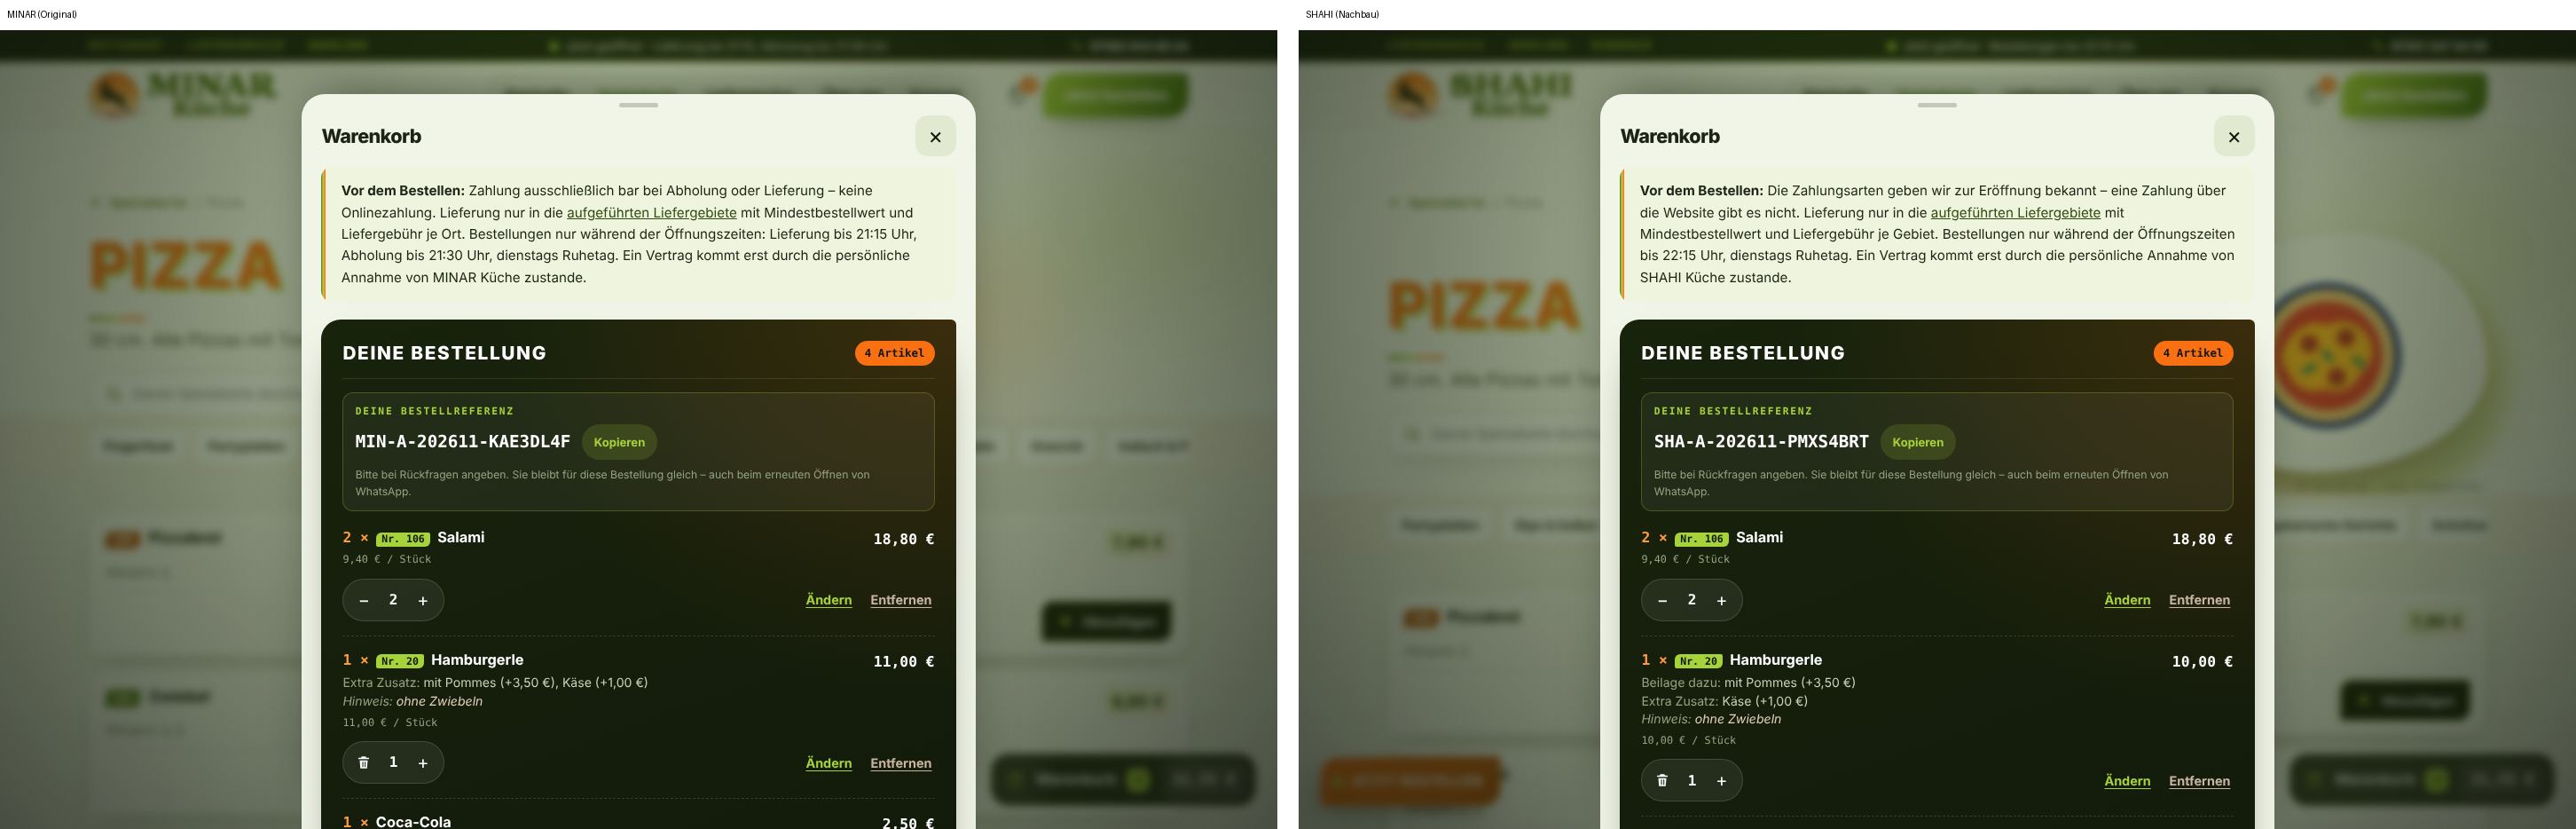 MINAR (Original)
MINAR
Küche
PIZZA
Warenkorb
Vor dem Bestellen: Zahlung ausschließlich bar bei Abholung oder Lieferung – keine
Onlinezahlung. Lieferung nur in die aufgeführten Liefergebiete mit Mindestbestellwert und
Liefergebühr je Ort. Bestellungen nur während der Öffnungszeiten: Lieferung bis 21:15 Uhr,
Abholung bis 21:30 Uhr, dienstags Ruhetag. Ein Vertrag kommt erst durch die persönliche
Annahme von MINAR Küche zustande.
DEINE BESTELLUNG
4 Artikel
DEINE BESTELLREFERENZ
MIN-A-202611-KAE3DL4F Kopieren
Bitte bei Rückfragen angeben. Sie bleibt für diese Bestellung gleich – auch beim erneuten Öffnen von
WhatsApp.
2 × Nr. 106 Salami 18,80 €
9,40 € / Stück
− 2 + Ändern Entfernen
1 × Nr. 20 Hamburgerle 11,00 €
Extra Zusatz: mit Pommes (+3,50 €), Käse (+1,00 €)
Hinweis: ohne Zwiebeln
11,00 € / Stück
1 + Ändern Entfernen
1 × Coca-Cola 2,50 €
SHAHI (Nachbau)
SHAHI
Küche
PIZZA
Warenkorb
Vor dem Bestellen: Die Zahlungsarten geben wir zur Eröffnung bekannt – eine Zahlung über
die Website gibt es nicht. Lieferung nur in die aufgeführten Liefergebiete mit
Mindestbestellwert und Liefergebühr je Gebiet. Bestellungen nur während der Öffnungszeiten
bis 22:15 Uhr, dienstags Ruhetag. Ein Vertrag kommt erst durch die persönliche Annahme von
SHAHI Küche zustande.
DEINE BESTELLUNG
4 Artikel
DEINE BESTELLREFERENZ
SHA-A-202611-PMXS4BRT Kopieren
Bitte bei Rückfragen angeben. Sie bleibt für diese Bestellung gleich – auch beim erneuten Öffnen von
WhatsApp.
2 × Nr. 106 Salami 18,80 €
9,40 € / Stück
− 2 + Ändern Entfernen
1 × Nr. 20 Hamburgerle 10,00 €
Beilage dazu: mit Pommes (+3,50 €)
Extra Zusatz: Käse (+1,00 €)
Hinweis: ohne Zwiebeln
10,00 € / Stück
1 + Ändern Entfernen